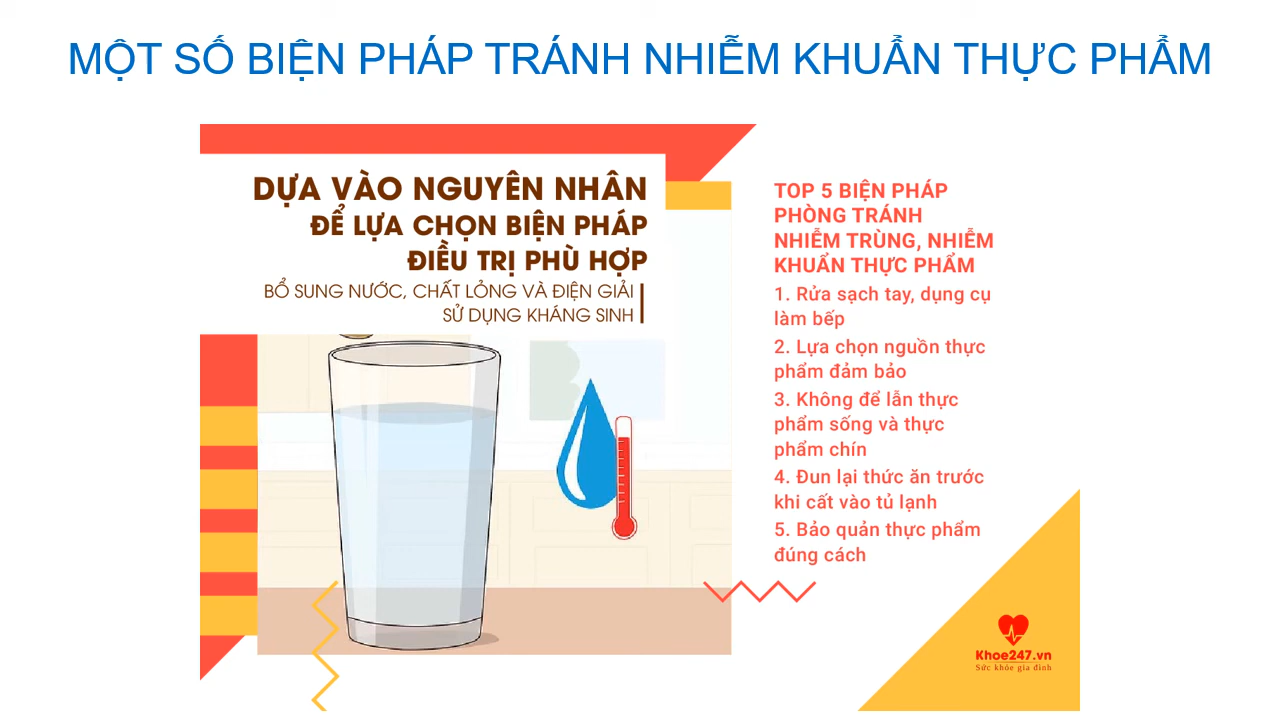 MỘT SỐ BIỆN PHÁP TRÁNH NHIỄM KHUẨN THỰC PHẨM
DỰA VÀO NGUYÊN NHÂN
ĐỂ LỰA CHỌN BIỆN PHÁP
ĐIỀU TRỊ PHÙ HỢP
BỔ SUNG NƯỚC, CHẤT LỎNG VÀ ĐIỆN GIẢI
SỬ DỤNG KHÁNG SINH
TOP 5 BIỆN PHÁP
PHÒNG TRÁNH
NHIỄM TRÙNG, NHIỄM
KHUẨN THỰC PHẨM
1. Rửa sạch tay, dụng cụ
làm bếp
2. Lựa chọn nguồn thực
phẩm đảm bảo
3. Không để lẫn thực
phẩm sống và thực
phẩm chín
4. Đun lại thức ăn trước
khi cất vào tủ lạnh
5. Bảo quản thực phẩm
đúng cách
Khoe247.vn
Sức khỏe gia đình